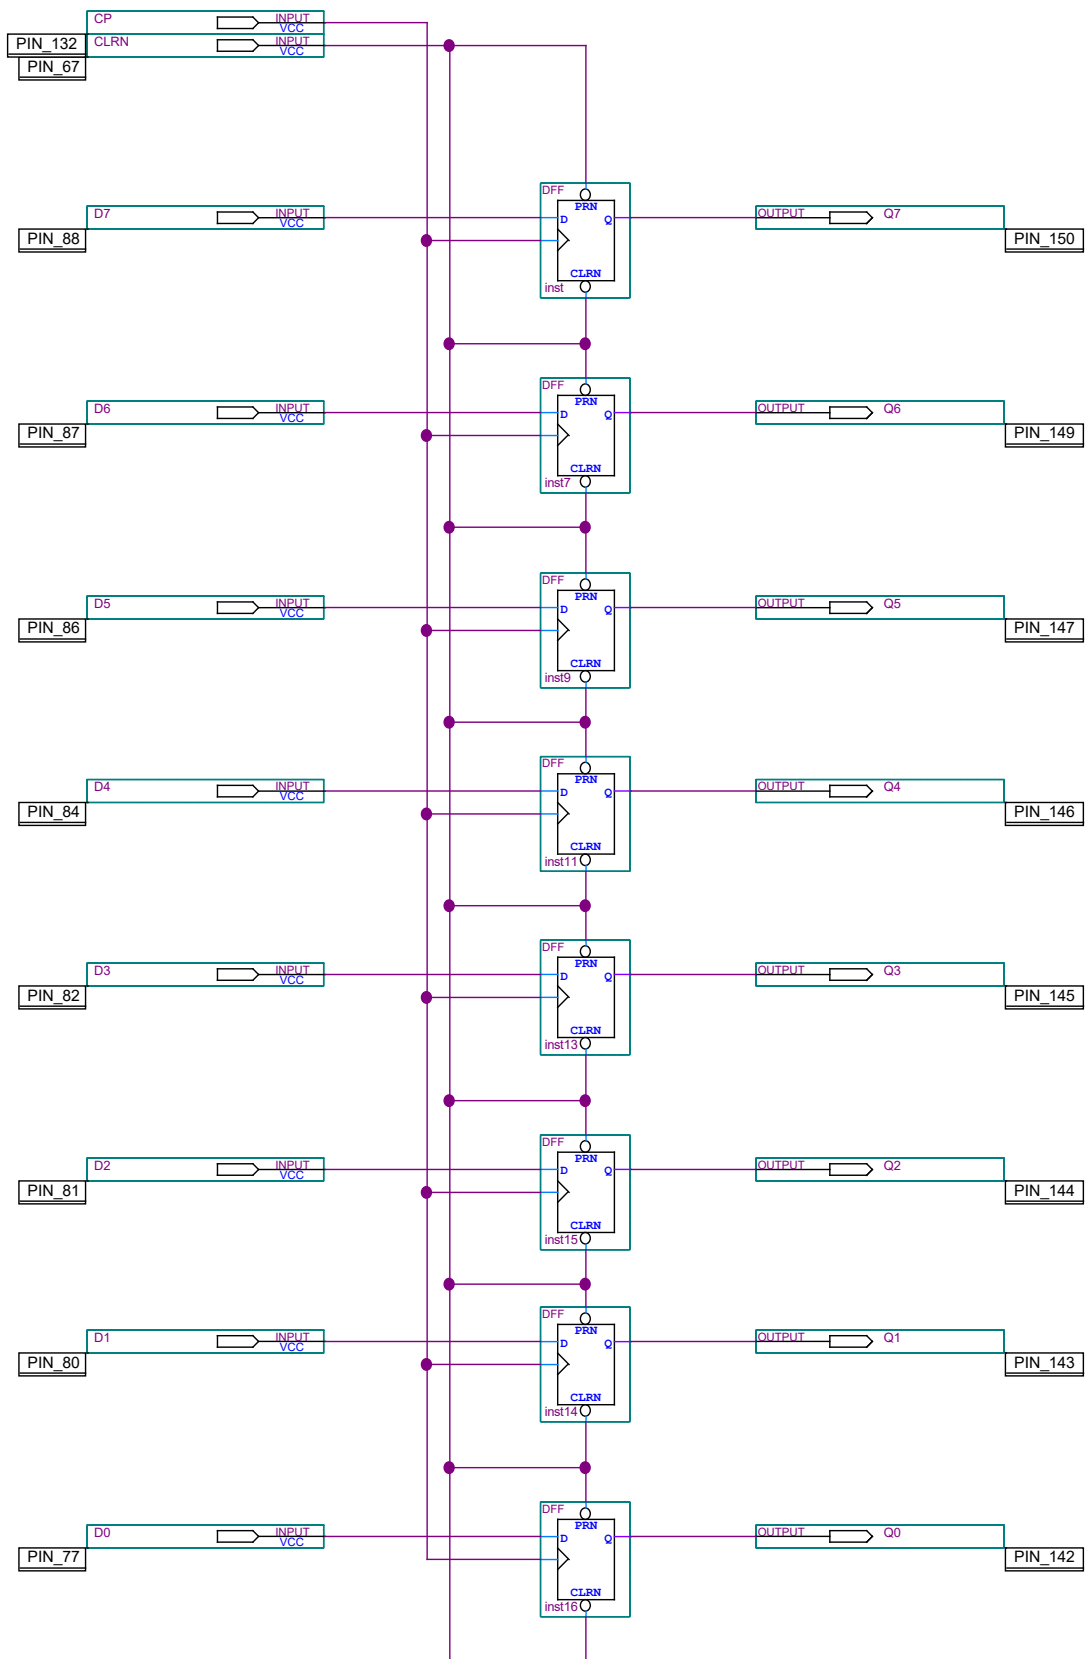 CP INPUT
VCC
PIN_132 CLRN INPUT
VCC
PIN_67
DFF
PRN
D7 INPUT D Q OUTPUT Q7
VCC
PIN_88 PIN_150
CLRN
inst
DFF
PRN
D6 INPUT D Q OUTPUT Q6
VCC
PIN_87 PIN_149
CLRN
inst7
DFF
PRN
D5 INPUT D Q OUTPUT Q5
VCC
PIN_86 PIN_147
CLRN
inst9
DFF
PRN
D4 INPUT D Q OUTPUT Q4
VCC
PIN_84 PIN_146
CLRN
inst11
DFF
PRN
D3 INPUT D Q OUTPUT Q3
VCC
PIN_82 PIN_145
CLRN
inst13
DFF
PRN
D2 INPUT D Q OUTPUT Q2
VCC
PIN_81 PIN_144
CLRN
inst15
DFF
PRN
D1 INPUT D Q OUTPUT Q1
VCC
PIN_80 PIN_143
CLRN
inst14
DFF
PRN
D0 INPUT D Q OUTPUT Q0
VCC
PIN_77 PIN_142
CLRN
inst16